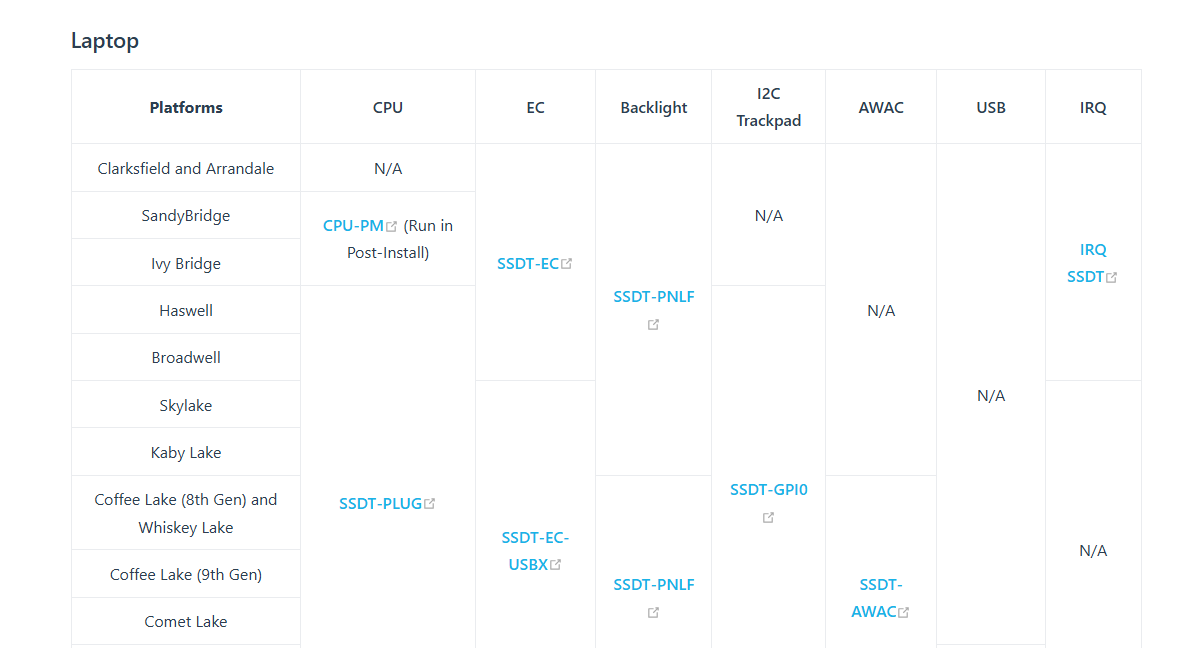 Laptop
Platforms CPU EC Backlight I2C Trackpad AWAC USB IRQ
Clarksfield and Arrandale N/A
SandyBridge
CPU-PM (Run in Post-Install)
N/A
Ivy Bridge
SSDT-EC
IRQ SSDT
Haswell
SSDT-PNLF
N/A
Broadwell
Skylake
N/A
Kaby Lake
Coffee Lake (8th Gen) and Whiskey Lake
SSDT-PLUG
SSDT-GPI0
SSDT-EC-USBX
N/A
Coffee Lake (9th Gen)
SSDT-PNLF
SSDT-AWAC
Comet Lake